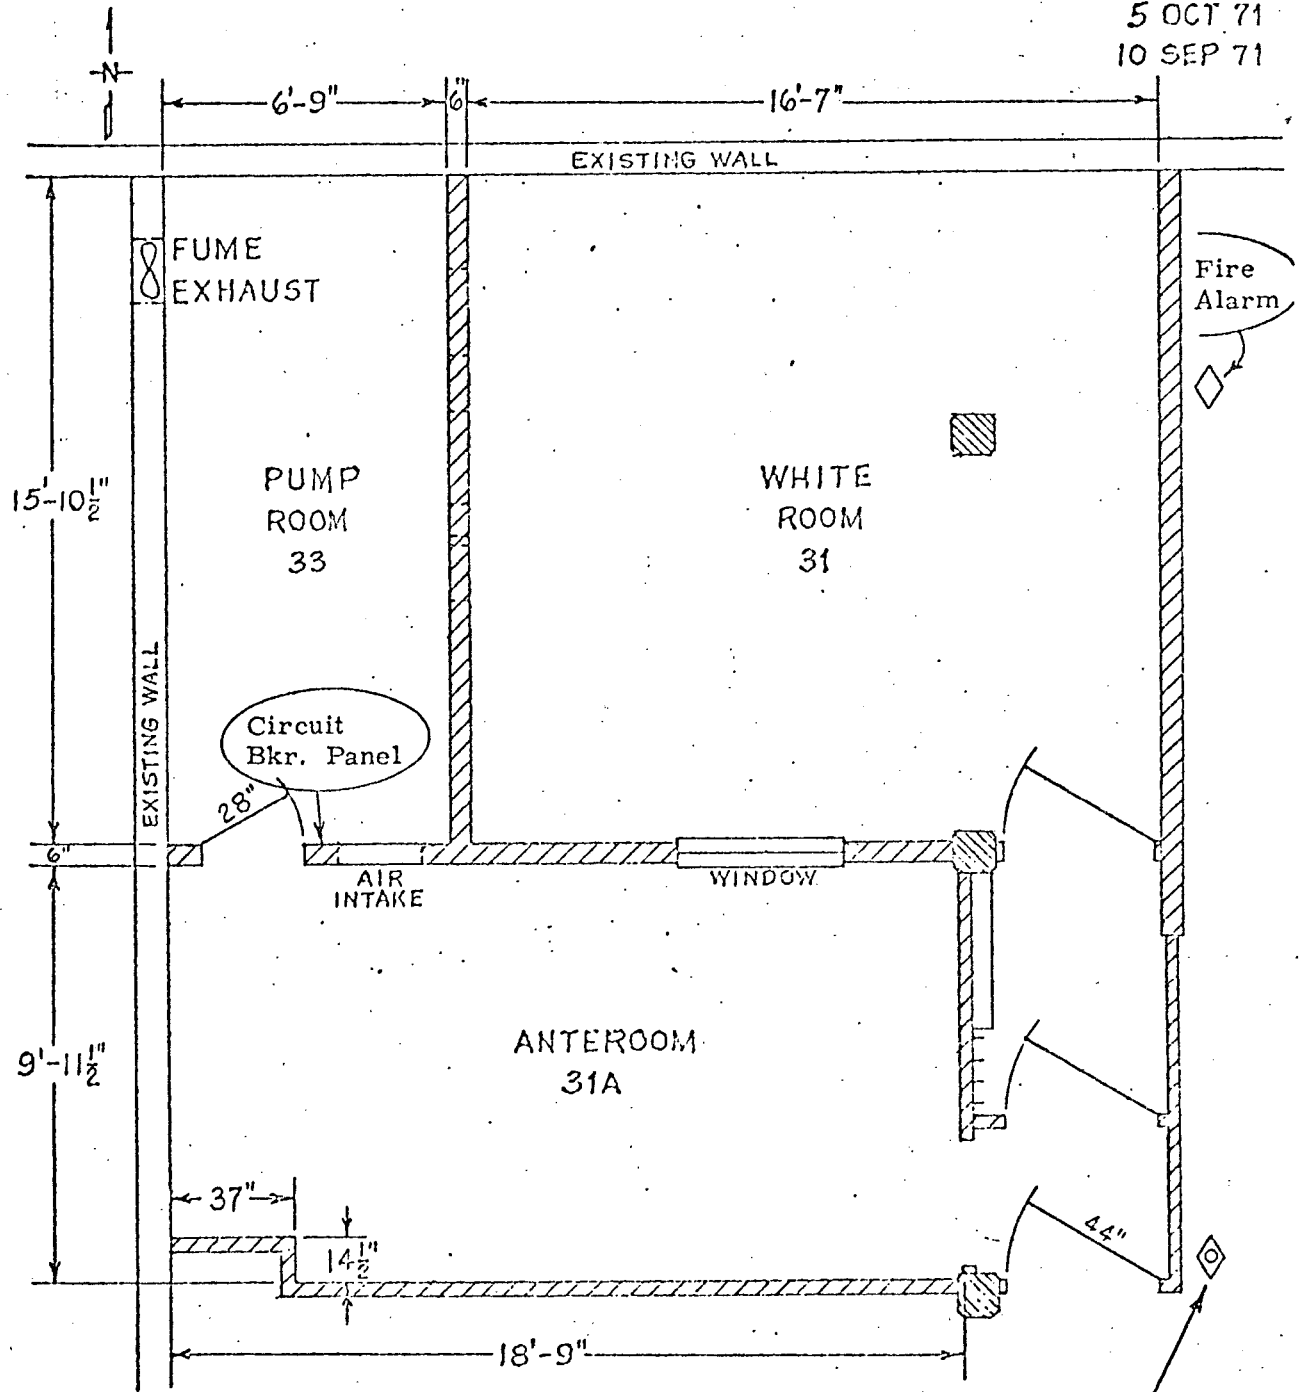 5 OCT 71
10 SEP 71
N
6'-9"
6"
16'-7"
EXISTING WALL
FUME
EXHAUST
Fire
Alarm
15'-10½"
PUMP
ROOM
33
WHITE
ROOM
31
EXISTING WALL
Circuit
Bkr. Panel
28"
6"
AIR
INTAKE
WINDOW
9'-11½"
ANTEROOM
31A
37"
14½"
44"
18'-9"